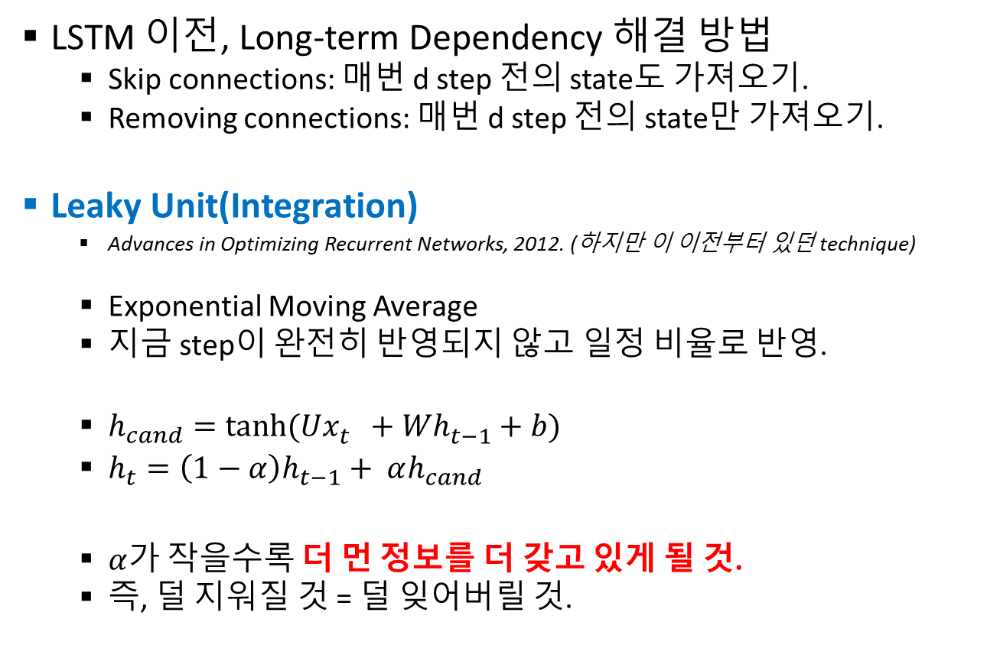 ▪ LSTM 이전, Long-term Dependency 해결 방법
▪ Skip connections: 매번 d step 전의 state도 가져오기.
▪ Removing connections: 매번 d step 전의 state만 가져오기.
▪ Leaky Unit(Integration)
▪ Advances in Optimizing Recurrent Networks, 2012. (하지만 이 이전부터 있던 technique)
▪ Exponential Moving Average
▪ 지금 step이 완전히 반영되지 않고 일정 비율로 반영.
▪ h_{cand} = tanh(Ux_t + Wh_{t−1} + b)
▪ h_t = (1 − α)h_{t−1} + αh_{cand}
▪ α가 작을수록 더 먼 정보를 더 갖고 있게 될 것.
▪ 즉, 덜 지워질 것 = 덜 잊어버릴 것.